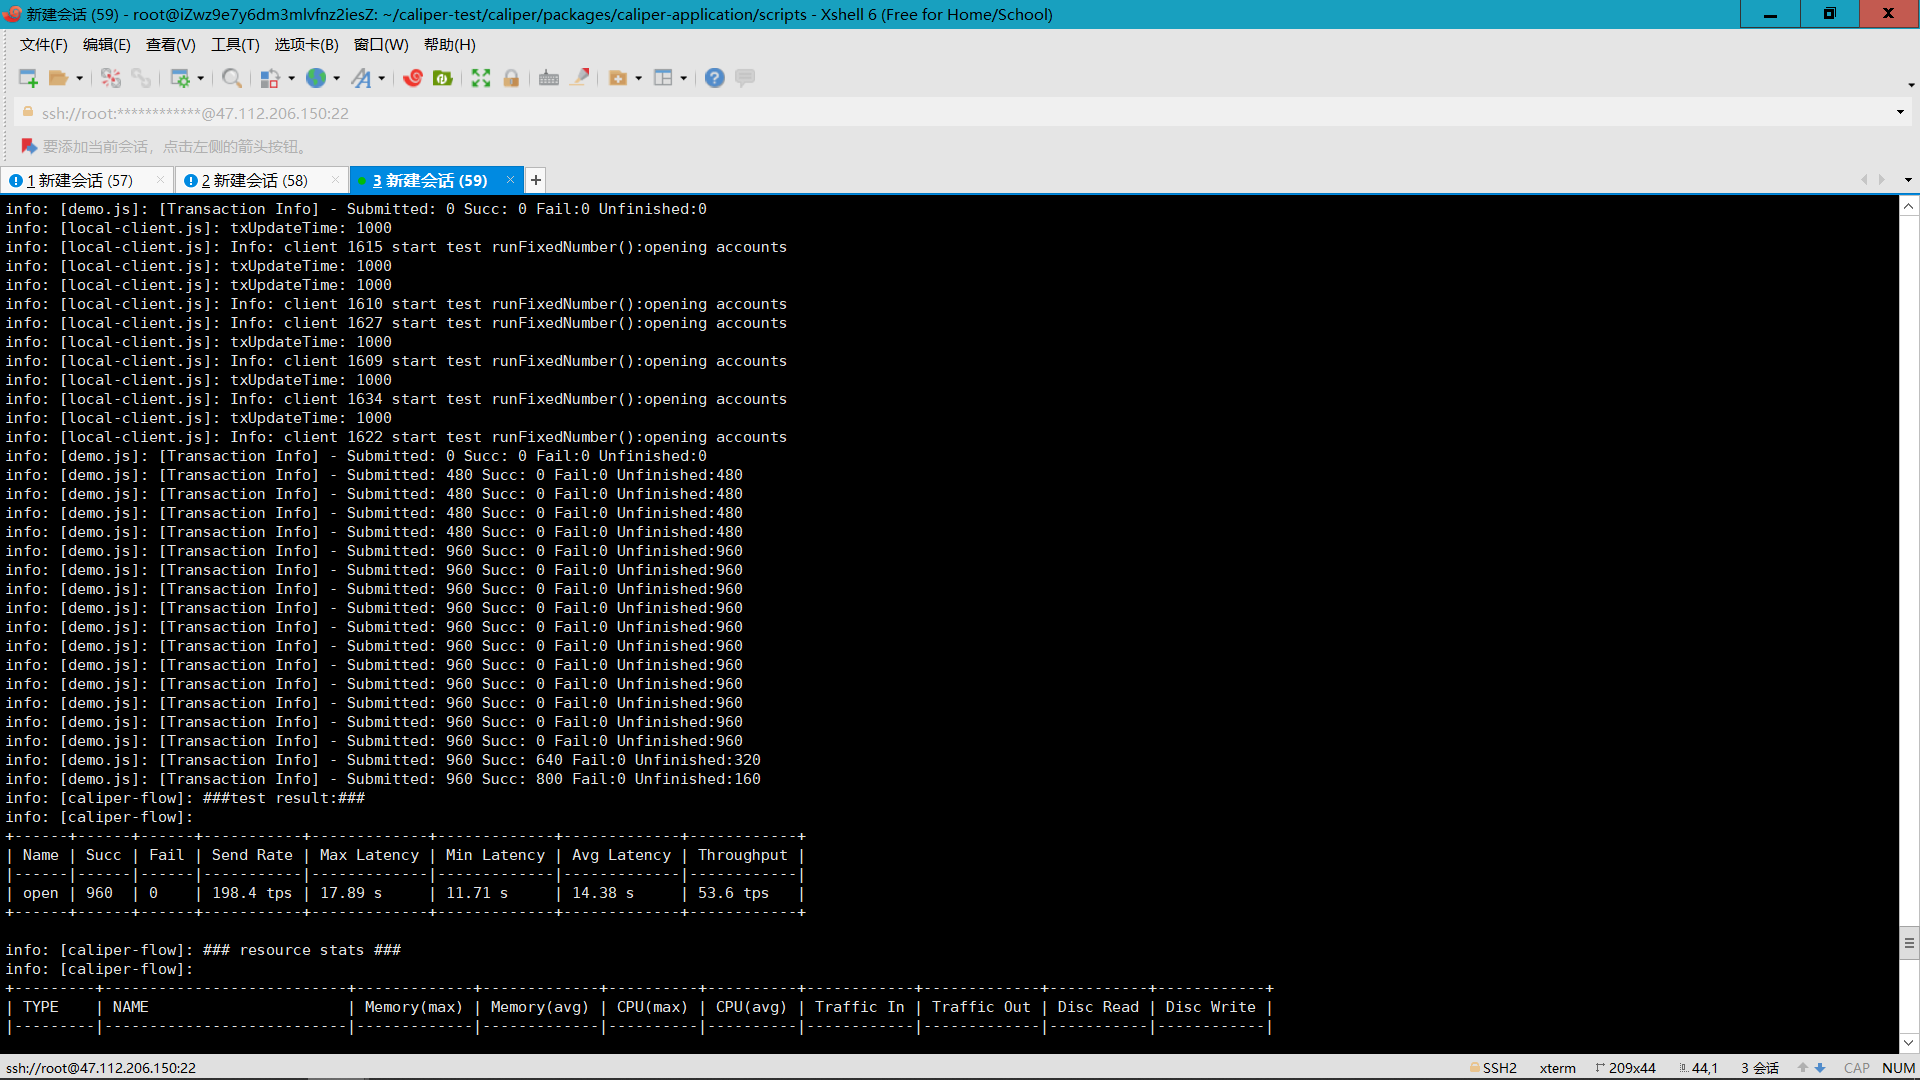 新建会话 (59) - root@iZwz9e7y6dm3mlvfnz2iesZ: ~/caliper-test/caliper/packages/caliper-application/scripts - Xshell 6 (Free for Home/School)
文件(F) 编辑(E) 查看(V) 工具(T) 选项卡(B) 窗口(W) 帮助(H)
ssh://root:************@47.112.206.150:22
要添加当前会话，点击左侧的箭头按钮。
1 新建会话 (57) × 2 新建会话 (58) × 3 新建会话 (59) × +
info: [demo.js]: [Transaction Info] - Submitted: 0 Succ: 0 Fail:0 Unfinished:0
info: [local-client.js]: txUpdateTime: 1000
info: [local-client.js]: Info: client 1615 start test runFixedNumber():opening accounts
info: [local-client.js]: txUpdateTime: 1000
info: [local-client.js]: txUpdateTime: 1000
info: [local-client.js]: Info: client 1610 start test runFixedNumber():opening accounts
info: [local-client.js]: Info: client 1627 start test runFixedNumber():opening accounts
info: [local-client.js]: txUpdateTime: 1000
info: [local-client.js]: Info: client 1609 start test runFixedNumber():opening accounts
info: [local-client.js]: txUpdateTime: 1000
info: [local-client.js]: Info: client 1634 start test runFixedNumber():opening accounts
info: [local-client.js]: txUpdateTime: 1000
info: [local-client.js]: Info: client 1622 start test runFixedNumber():opening accounts
info: [demo.js]: [Transaction Info] - Submitted: 0 Succ: 0 Fail:0 Unfinished:0
info: [demo.js]: [Transaction Info] - Submitted: 480 Succ: 0 Fail:0 Unfinished:480
info: [demo.js]: [Transaction Info] - Submitted: 480 Succ: 0 Fail:0 Unfinished:480
info: [demo.js]: [Transaction Info] - Submitted: 480 Succ: 0 Fail:0 Unfinished:480
info: [demo.js]: [Transaction Info] - Submitted: 480 Succ: 0 Fail:0 Unfinished:480
info: [demo.js]: [Transaction Info] - Submitted: 960 Succ: 0 Fail:0 Unfinished:960
info: [demo.js]: [Transaction Info] - Submitted: 960 Succ: 0 Fail:0 Unfinished:960
info: [demo.js]: [Transaction Info] - Submitted: 960 Succ: 0 Fail:0 Unfinished:960
info: [demo.js]: [Transaction Info] - Submitted: 960 Succ: 0 Fail:0 Unfinished:960
info: [demo.js]: [Transaction Info] - Submitted: 960 Succ: 0 Fail:0 Unfinished:960
info: [demo.js]: [Transaction Info] - Submitted: 960 Succ: 0 Fail:0 Unfinished:960
info: [demo.js]: [Transaction Info] - Submitted: 960 Succ: 0 Fail:0 Unfinished:960
info: [demo.js]: [Transaction Info] - Submitted: 960 Succ: 0 Fail:0 Unfinished:960
info: [demo.js]: [Transaction Info] - Submitted: 960 Succ: 0 Fail:0 Unfinished:960
info: [demo.js]: [Transaction Info] - Submitted: 960 Succ: 0 Fail:0 Unfinished:960
info: [demo.js]: [Transaction Info] - Submitted: 960 Succ: 0 Fail:0 Unfinished:960
info: [demo.js]: [Transaction Info] - Submitted: 960 Succ: 640 Fail:0 Unfinished:320
info: [demo.js]: [Transaction Info] - Submitted: 960 Succ: 800 Fail:0 Unfinished:160
info: [caliper-flow]: ###test result:###
info: [caliper-flow]:
+------+------+------+-----------+-------------+-------------+-------------+------------+
| Name | Succ | Fail | Send Rate | Max Latency | Min Latency | Avg Latency | Throughput |
|------|------|------|-----------|-------------|-------------|-------------|------------|
| open | 960 | 0 | 198.4 tps | 17.89 s | 11.71 s | 14.38 s | 53.6 tps |
+------+------+------+-----------+-------------+-------------+-------------+------------+
info: [caliper-flow]: ### resource stats ###
info: [caliper-flow]:
+---------+---------------------------+-------------+-------------+----------+----------+------------+-------------+-----------+------------+
| TYPE | NAME | Memory(max) | Memory(avg) | CPU(max) | CPU(avg) | Traffic In | Traffic Out | Disc Read | Disc Write |
|---------|---------------------------|-------------|-------------|----------|----------|------------|-------------|-----------|------------|
ssh://root@47.112.206.150:22 SSH2 xterm 209x44 44,1 3 会话 CAP NUM